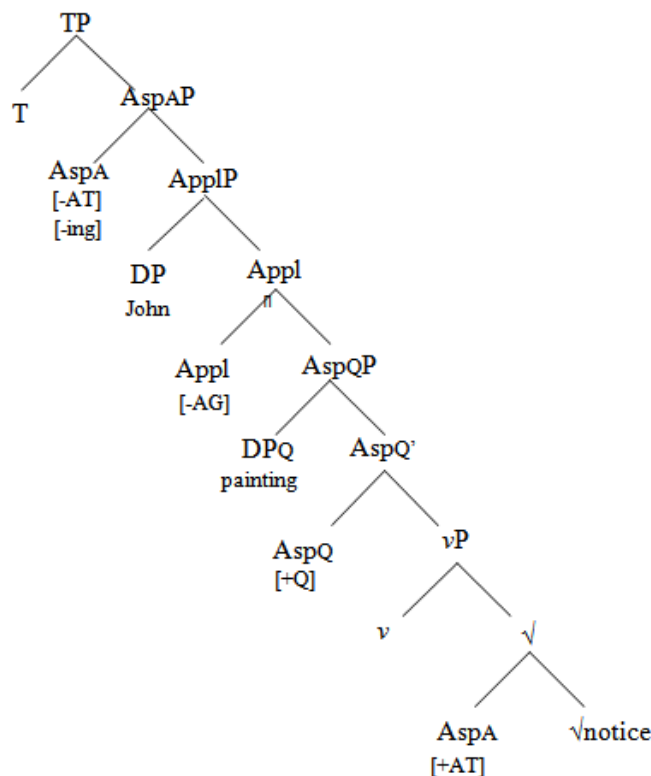 TP
T AspAP
AspA ApplP
[-AT]
[-ing]
DP Appl
John
Appl AspQP
[-AG]
DPQ AspQ’
painting
AspQ vP
[+Q]
v √
AspA √notice
[+AT]